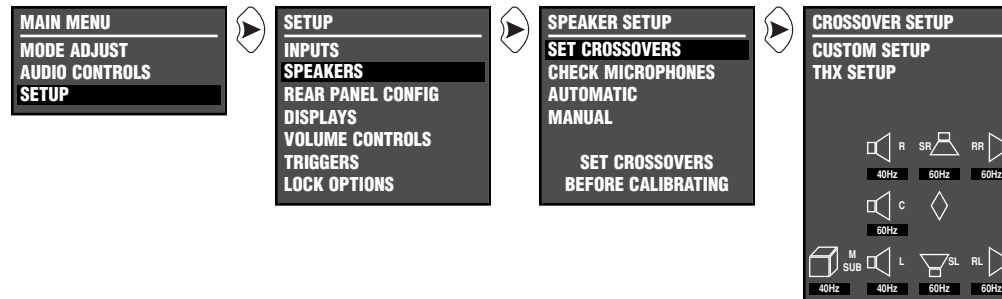 MAIN MENU
MODE ADJUST
AUDIO CONTROLS
SETUP
SETUP
INPUTS
SPEAKERS
REAR PANEL CONFIG
DISPLAYS
VOLUME CONTROLS
TRIGGERS
LOCK OPTIONS
SPEAKER SETUP
SET CROSSOVERS
CHECK MICROPHONES
AUTOMATIC
MANUAL
SET CROSSOVERS
BEFORE CALIBRATING
CROSSOVER SETUP
CUSTOM SETUP
THX SETUP
R SR RR
40Hz 60Hz 60Hz
C
60Hz
M
SUB L SL RL
40Hz 40Hz 60Hz 60Hz